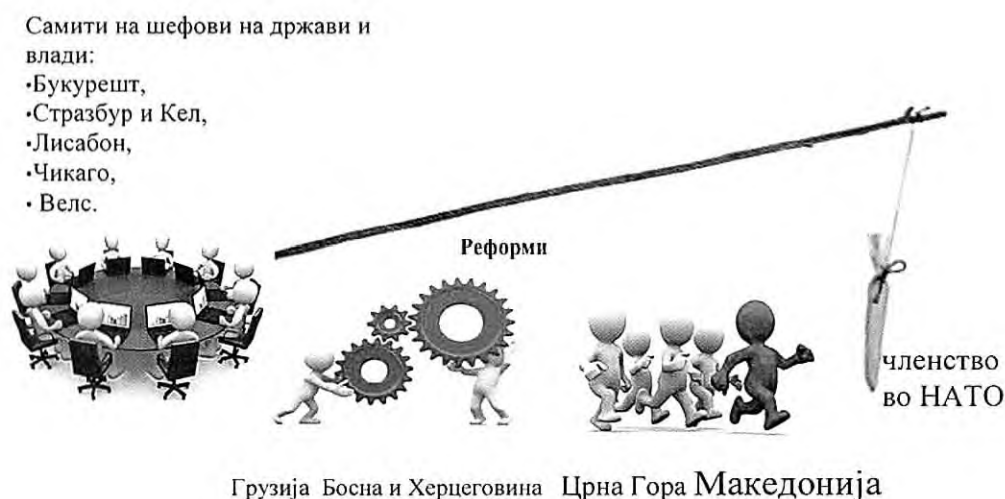 Самити на шефови на држави и
влади:
•Букурешт,
•Стразбур и Кел,
•Лисабон,
•Чикаго,
• Велс.
Реформи
членство
во НАТО
Грузија Босна и Херцеговина Црна Гора Македонија